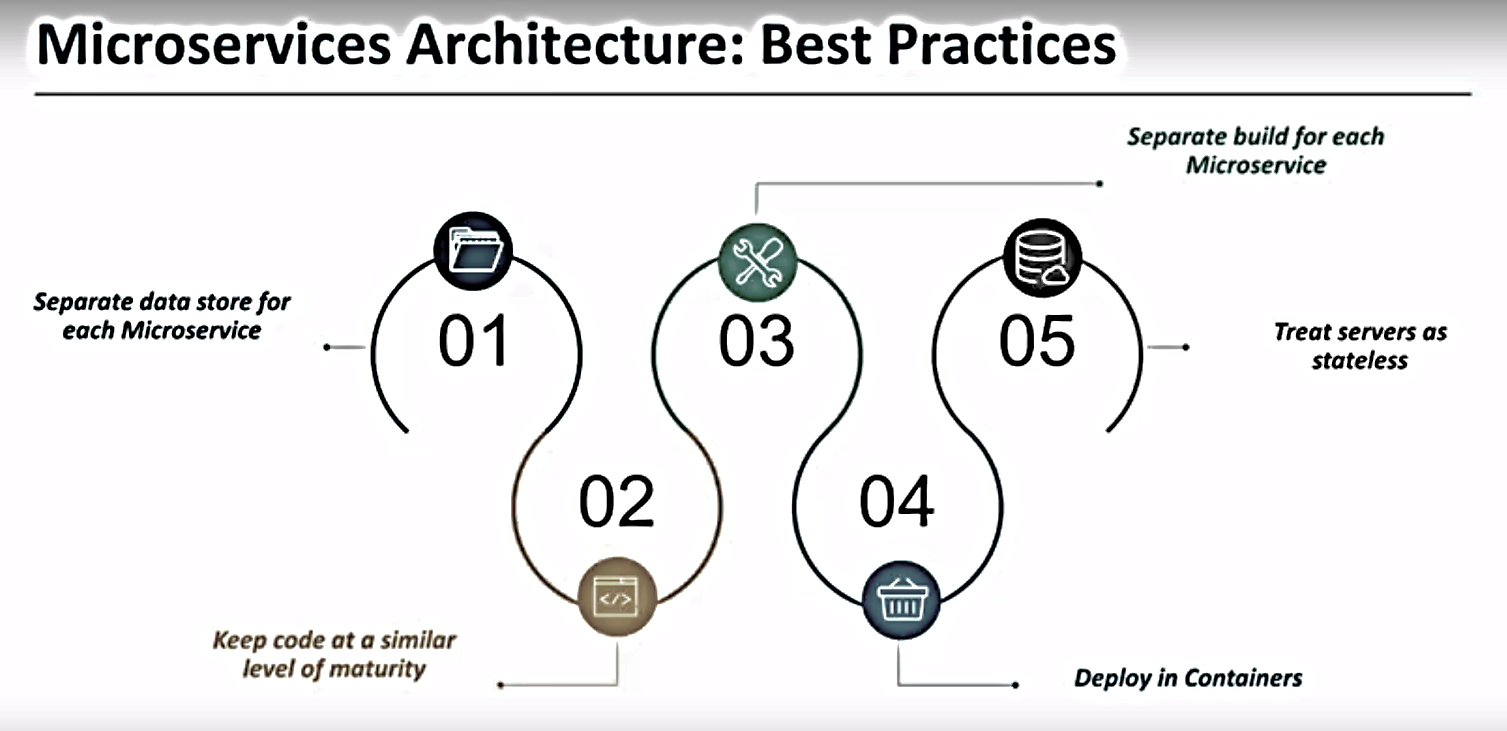 Microservices Architecture: Best Practices
Separate data store for
each Microservice
01
02
Keep code at a similar
level of maturity
03
Separate build for each
Microservice
04
Deploy in Containers
05
Treat servers as
stateless